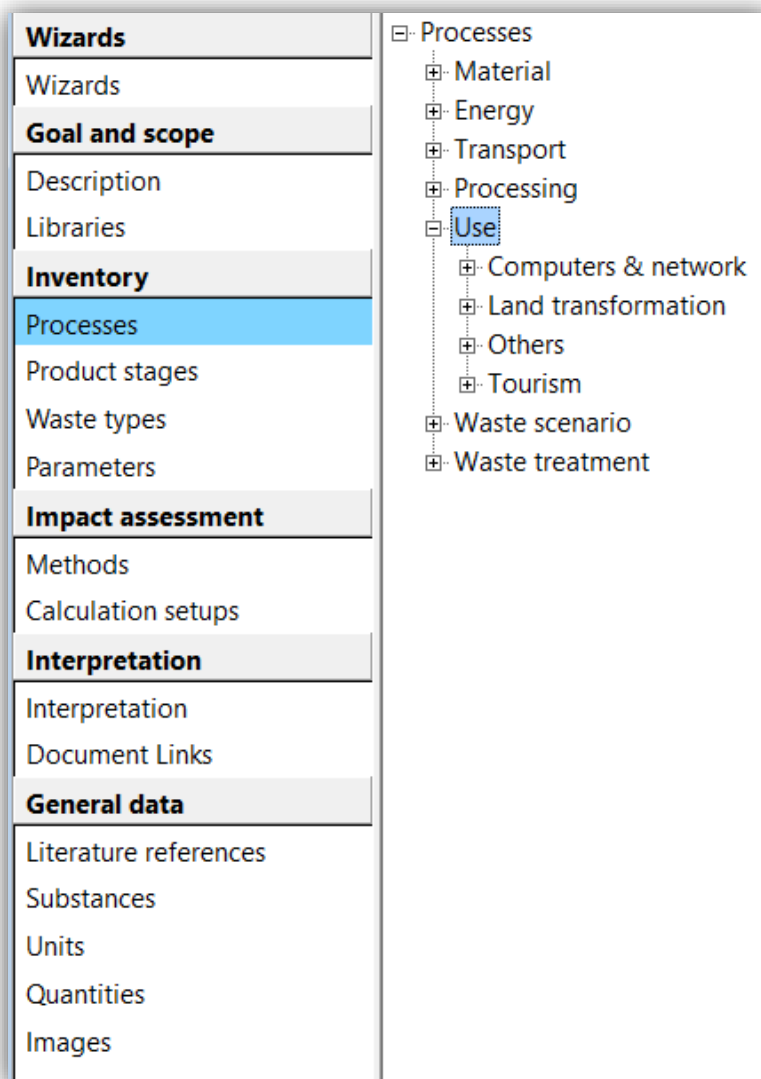 Wizards
Wizards
Goal and scope
Description
Libraries
Inventory
Processes
Product stages
Waste types
Parameters
Impact assessment
Methods
Calculation setups
Interpretation
Interpretation
Document Links
General data
Literature references
Substances
Units
Quantities
Images
Processes
Material
Energy
Transport
Processing
Use
Computers & network
Land transformation
Others
Tourism
Waste scenario
Waste treatment